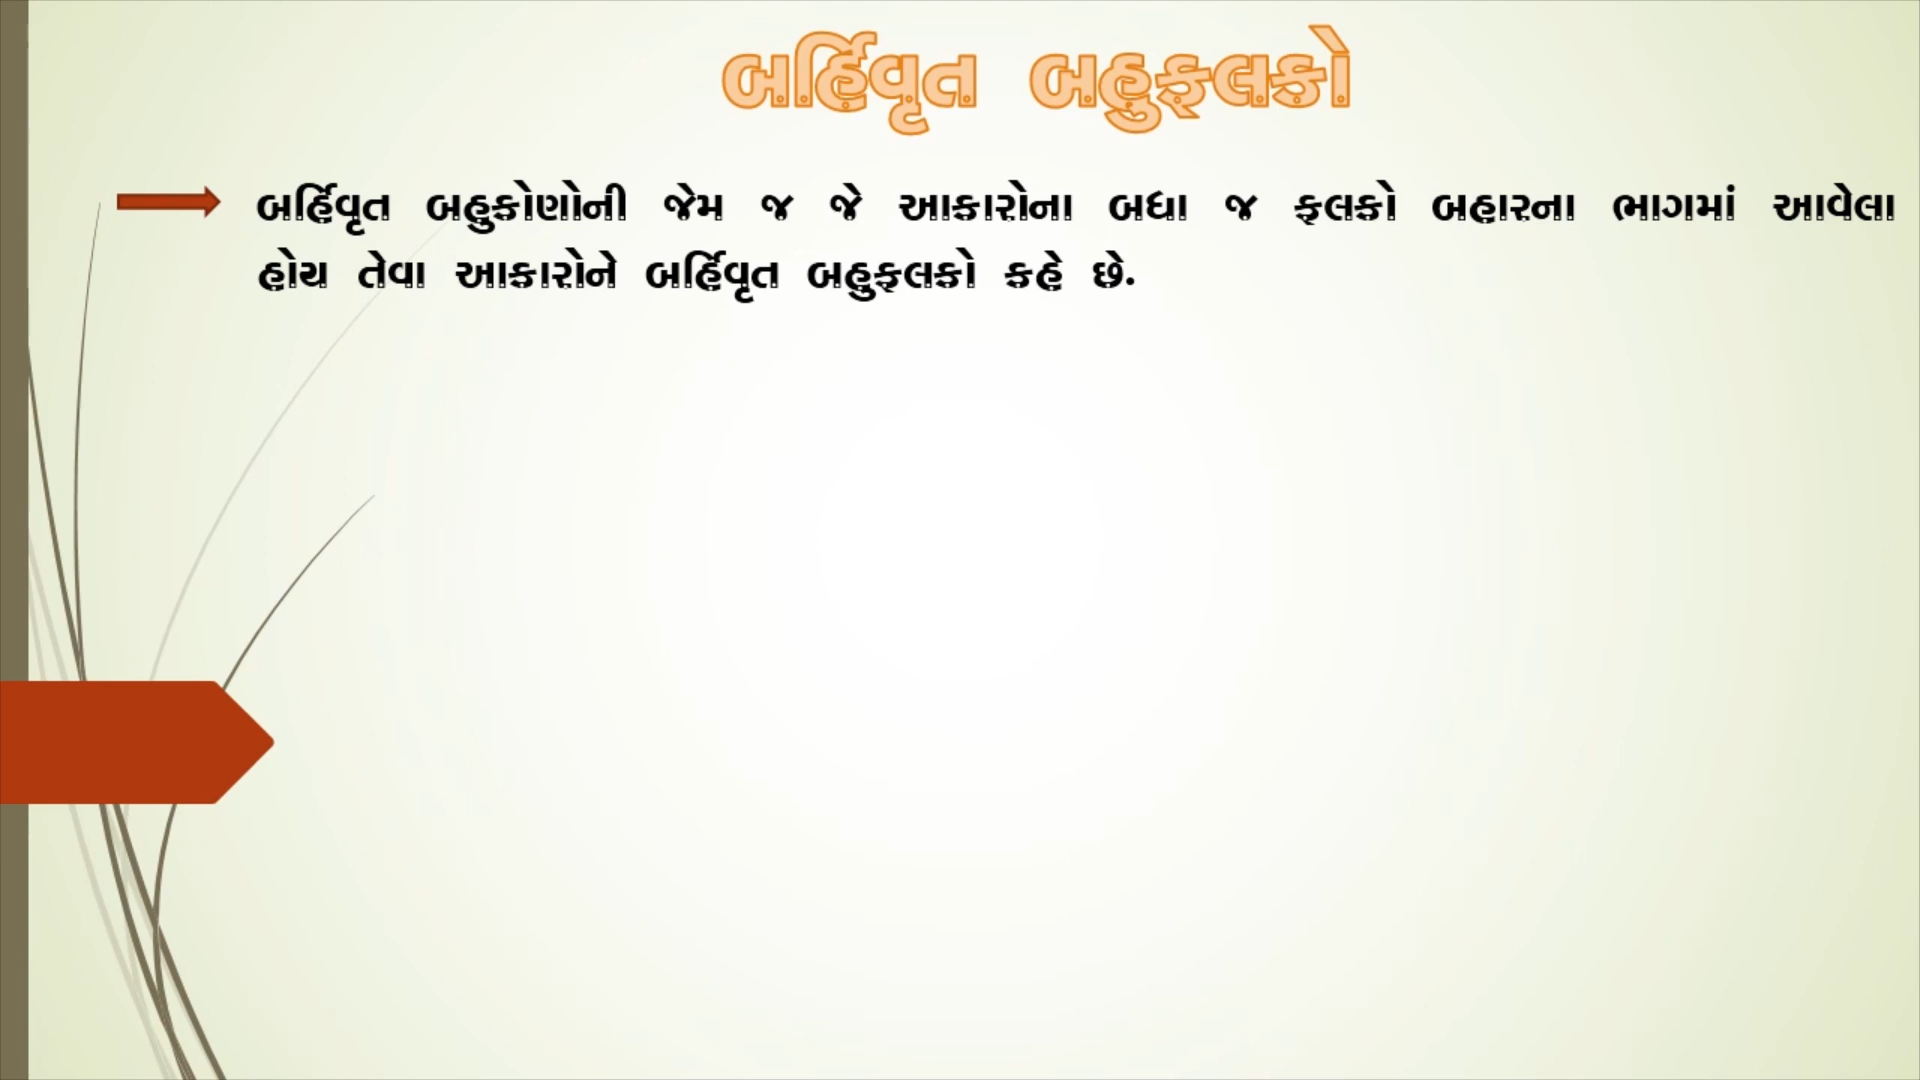 બર્હિવૃત બહુફલકો
બર્હિવૃત બહુકોણોની જેમ જ જે આકારોના બધા જ ફલકો બહારના ભાગમાં આવેલા
હોય તેવા આકારોને બર્હિવૃત બહુફલકો કહે છે.